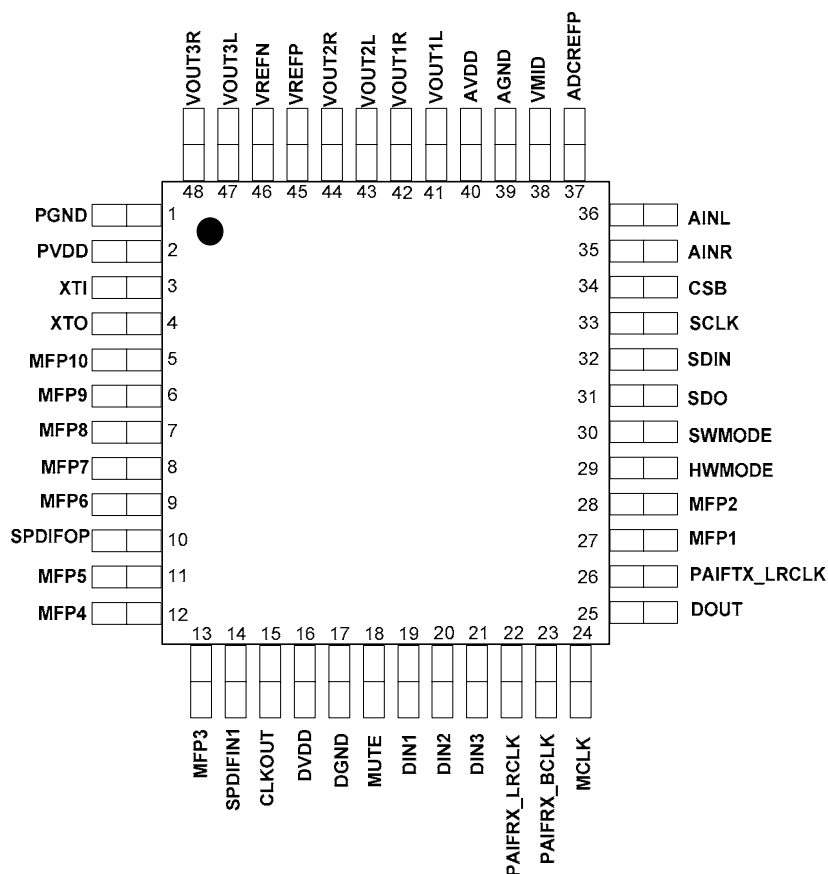 VOUT3R
VOUT3L
VREFN
VREFP
VOUT2R
VOUT2L
VOUT1R
VOUT1L
AVDD
AGND
VMID
ADCREFP
48 47 46 45 44 43 42 41 40 39 38 37
PGND 1
PVDD 2
XTI 3
XTO 4
MFP10 5
MFP9 6
MFP8 7
MFP7 8
MFP6 9
SPDIFOP 10
MFP5 11
MFP4 12
36 AINL
35 AINR
34 CSB
33 SCLK
32 SDIN
31 SDO
30 SWMODE
29 HWMODE
28 MFP2
27 MFP1
26 PAIFTX_LRCLK
25 DOUT
13 14 15 16 17 18 19 20 21 22 23 24
MFP3
SPDIFIN1
CLKOUT
DVDD
DGND
MUTE
DIN1
DIN2
DIN3
PAIFRX_LRCLK
PAIFRX_BCLK
MCLK